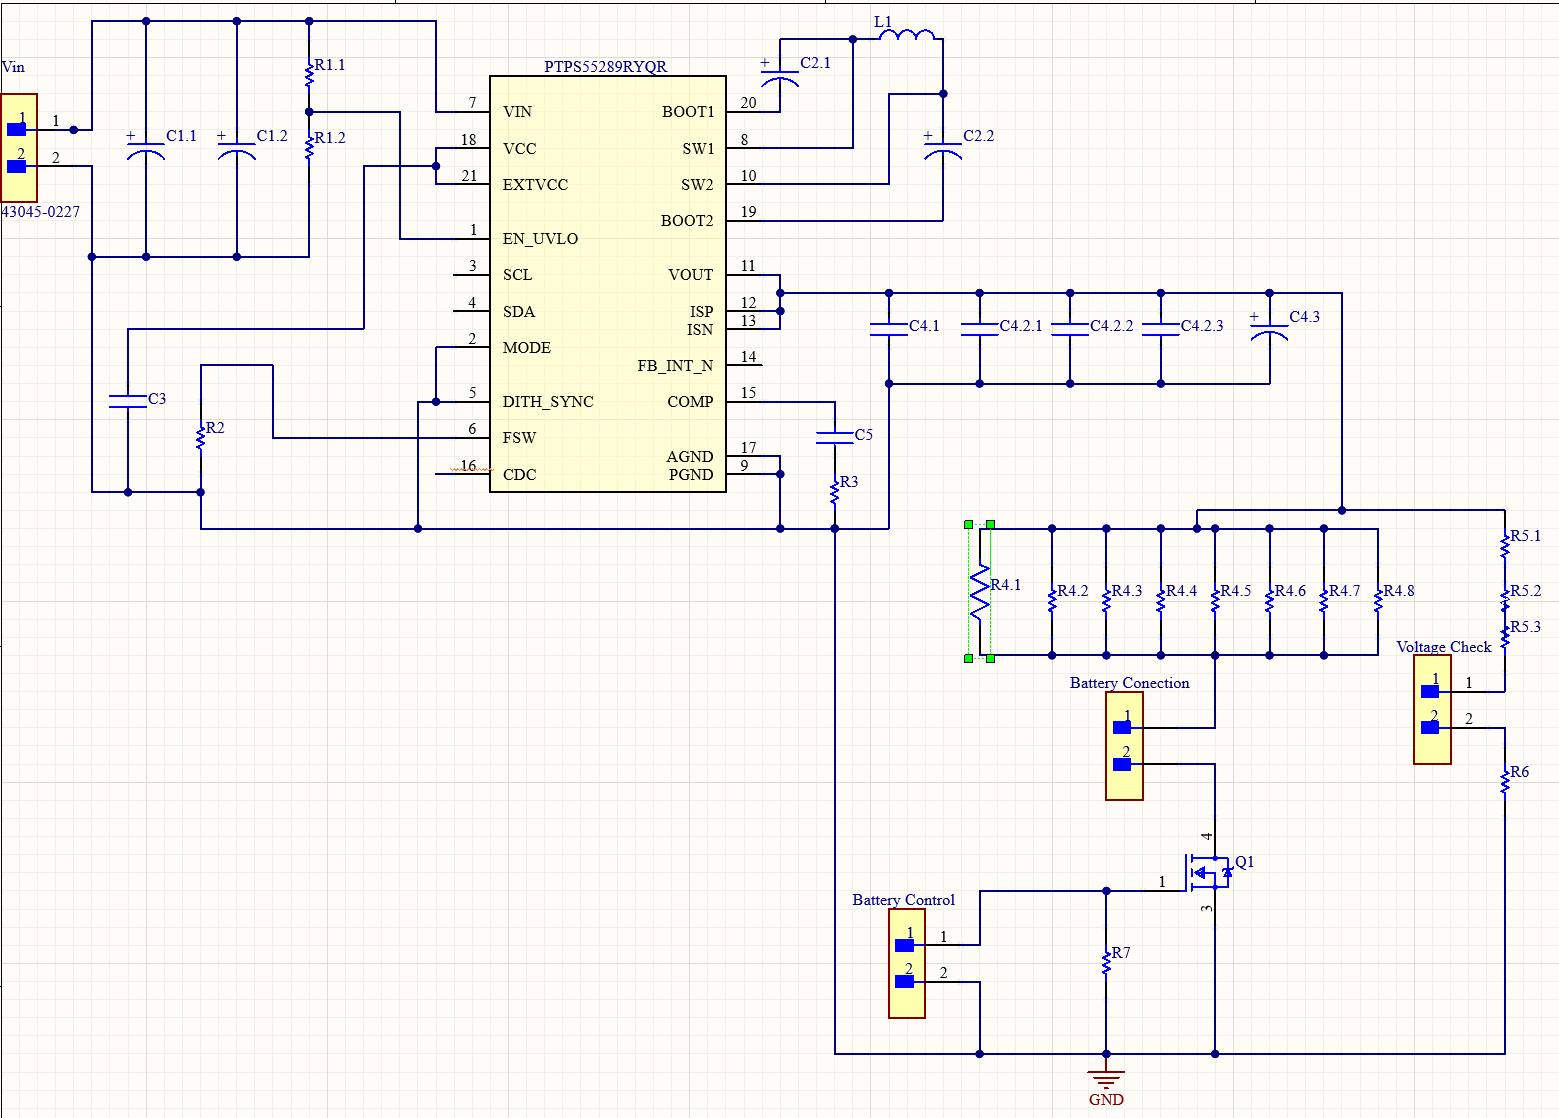 Vin
1
1
2
2
43045-0227
C1.1
C1.2
R1.1
R1.2
C3
R2
PTPS55289RYQR
7 VIN
18 VCC
21 EXTVCC
1 EN_UVLO
3 SCL
4 SDA
2 MODE
5 DITH_SYNC
6 FSW
16 CDC
BOOT1 20
SW1 8
SW2 10
BOOT2 19
VOUT 11
ISP 12
ISN 13
FB_INT_N 14
COMP 15
AGND 17
PGND 9
L1
C2.1
C2.2
C4.1
C4.2.1
C4.2.2
C4.2.3
C4.3
C5
R3
R4.1
R4.2
R4.3
R4.4
R4.5
R4.6
R4.7
R4.8
R5.1
R5.2
R5.3
Voltage Check
1
1
2
2
R6
Battery Conection
1
2
4
Q1
1
3
Battery Control
1
1
2
2
R7
GND
+
+
+
+
+